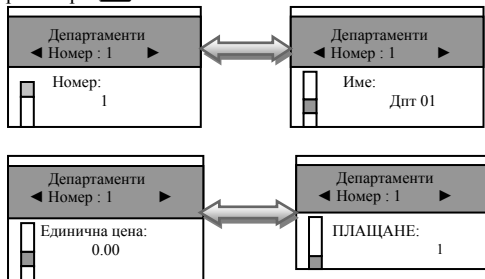 Департаменти
◄ Номер : 1 ►
Номер:
1
Департаменти
◄ Номер : 1 ►
Име:
Дпт 01
Департаменти
◄ Номер : 1 ►
Единична цена:
0.00
Департаменти
◄ Номер : 1 ►
ПЛАЩАНЕ:
1